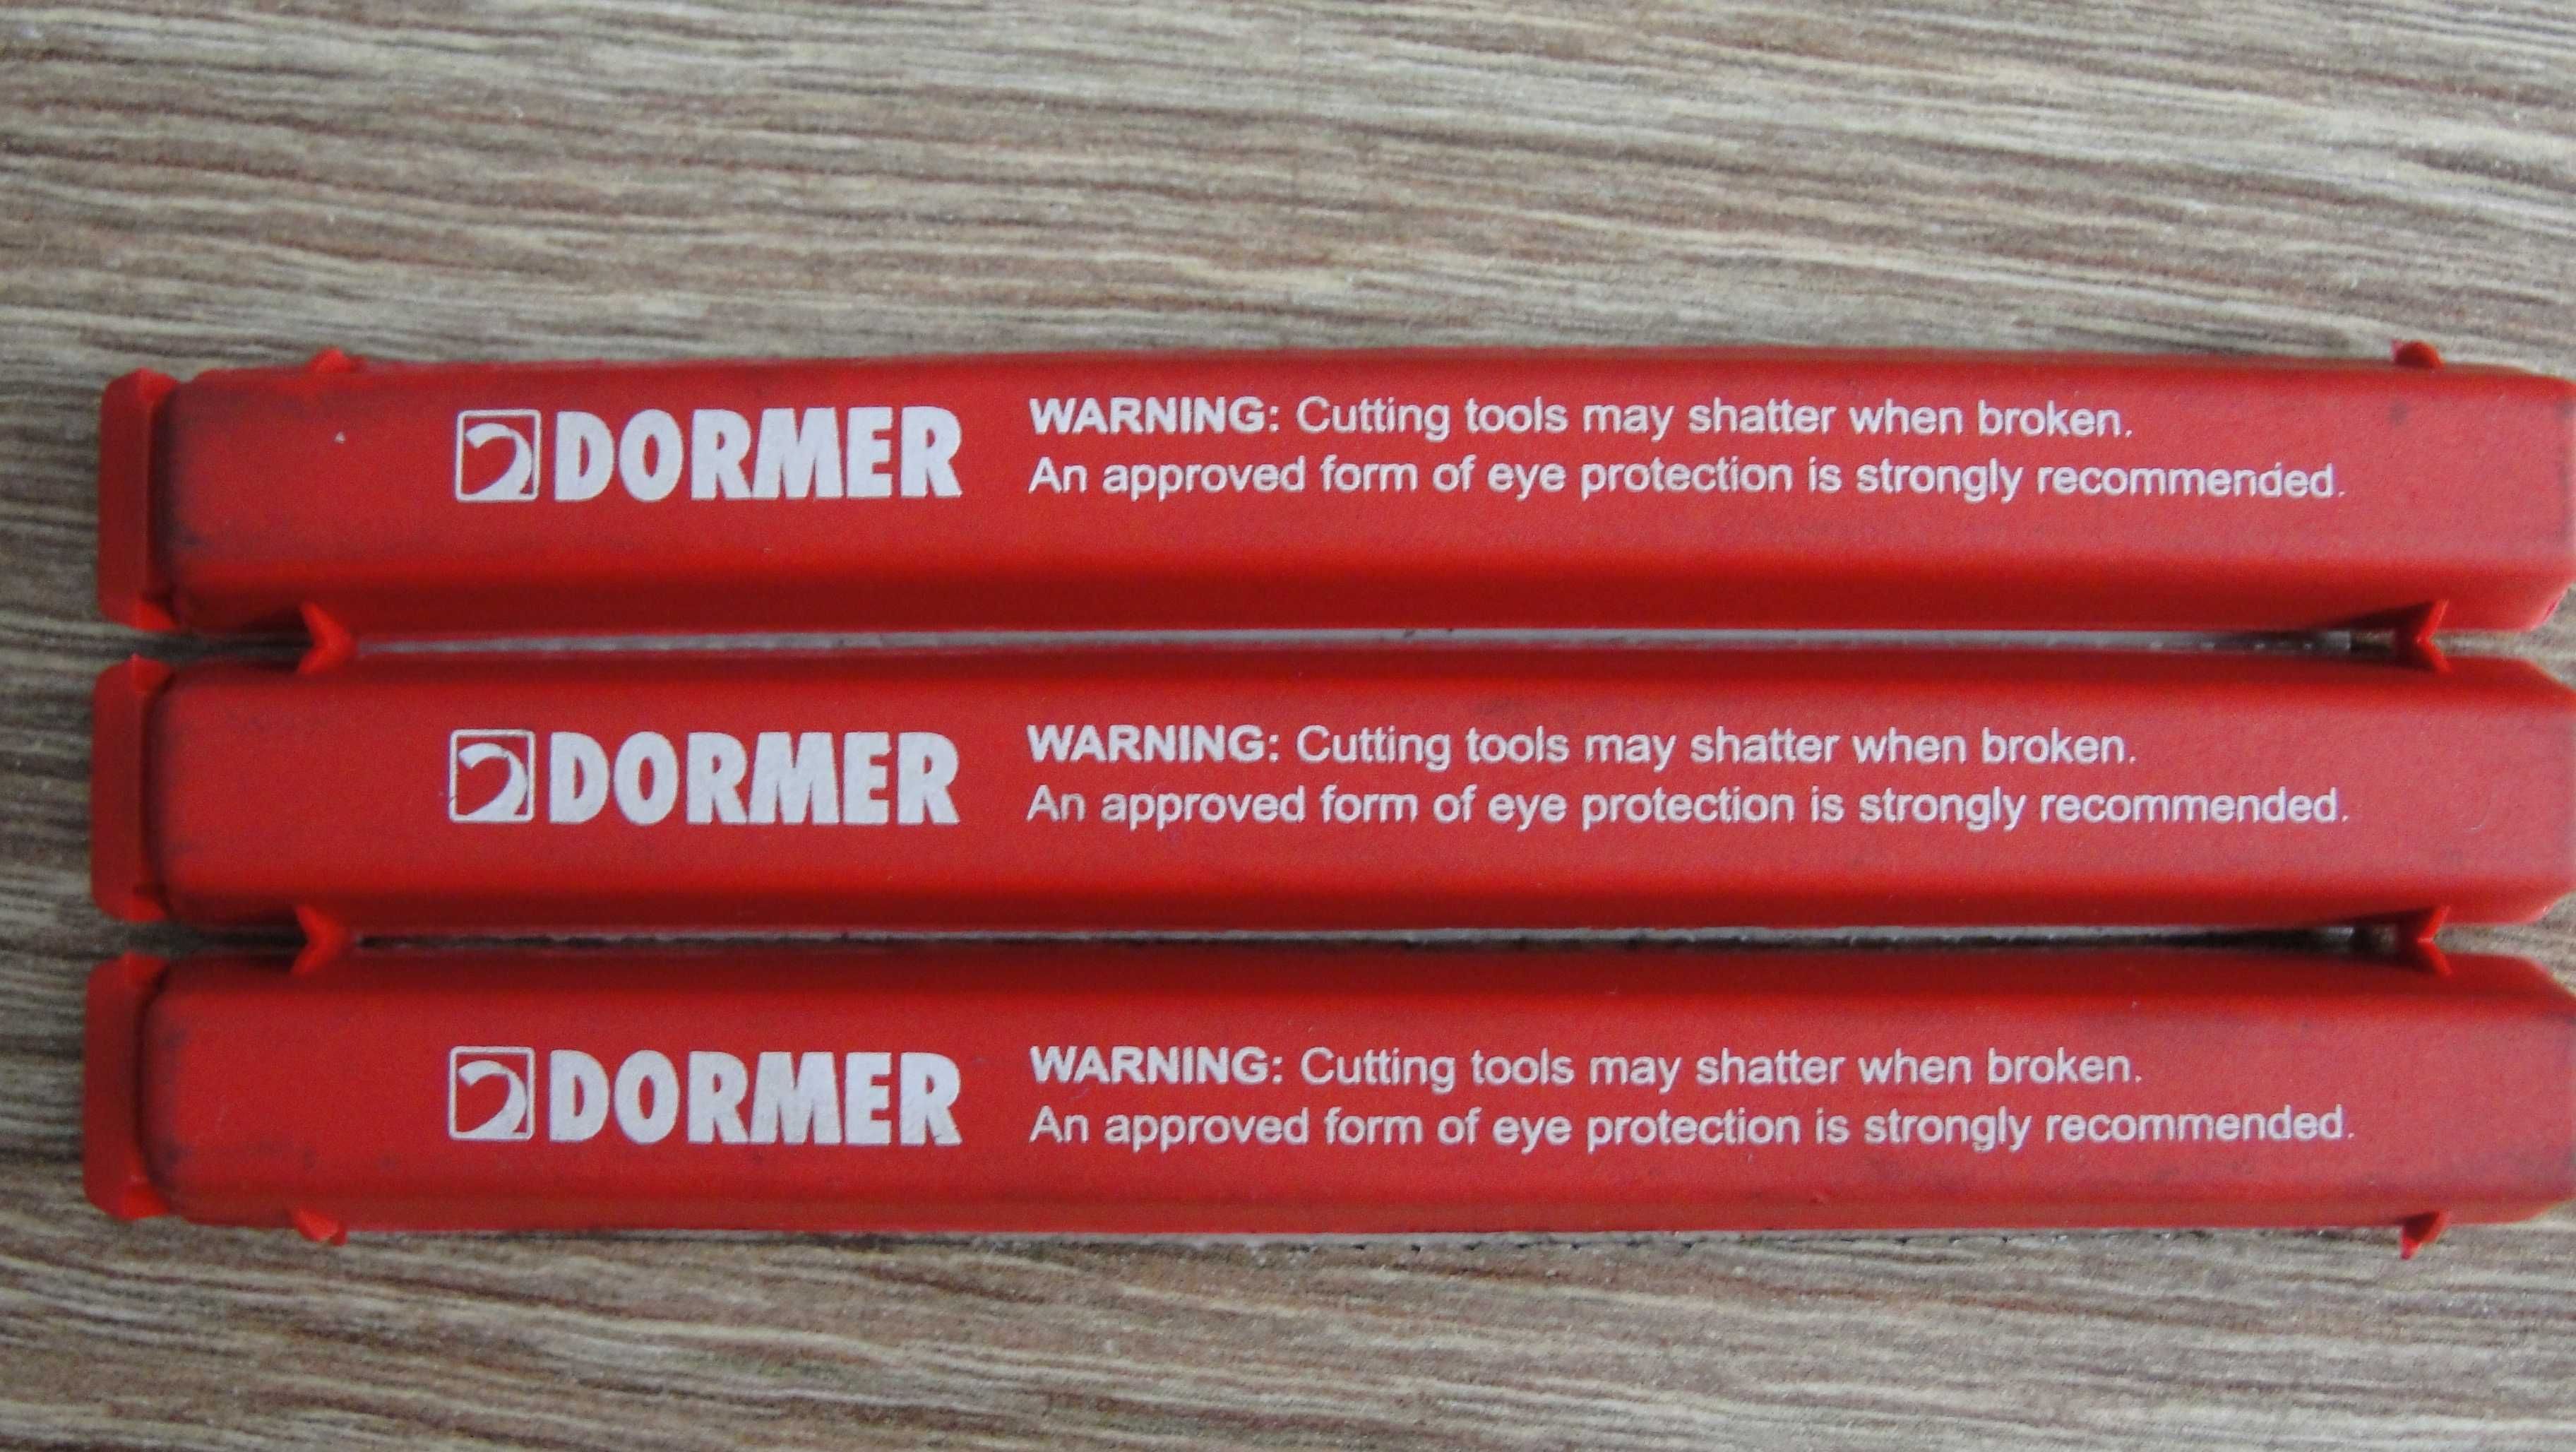 DORMER
WARNING: Cutting tools may shatter when broken.
An approved form of eye protection is strongly recommended.
DORMER
WARNING: Cutting tools may shatter when broken.
An approved form of eye protection is strongly recommended.
DORMER
WARNING: Cutting tools may shatter when broken.
An approved form of eye protection is strongly recommended.